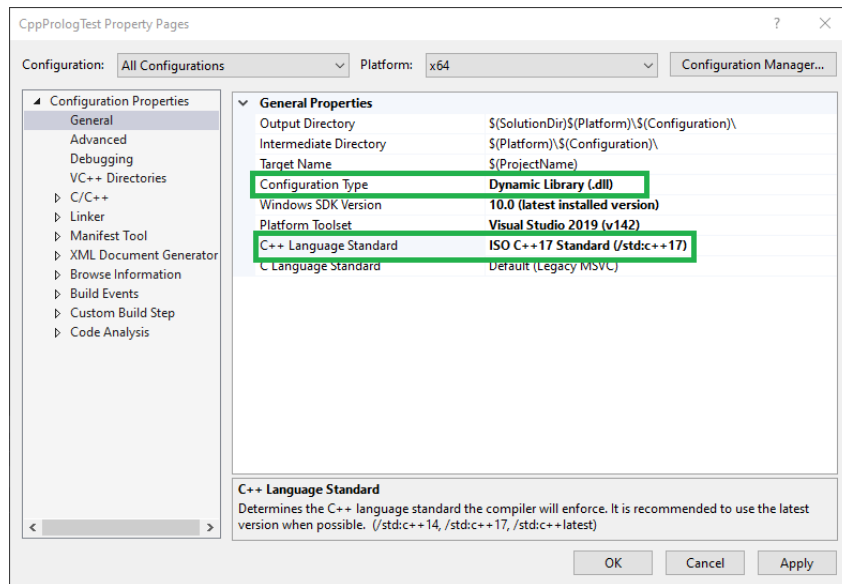 CppPrologTest Property Pages ? ×
Configuration: All Configurations Platform: x64 Configuration Manager...
Configuration Properties
General
Advanced
Debugging
VC++ Directories
C/C++
Linker
Manifest Tool
XML Document Generator
Browse Information
Build Events
Custom Build Step
Code Analysis
General Properties
Output Directory $(SolutionDir)$(Platform)\$(Configuration)\
Intermediate Directory $(Platform)\$(Configuration)\
Target Name $(ProjectName)
Configuration Type Dynamic Library (.dll)
Windows SDK Version 10.0 (latest installed version)
Platform Toolset Visual Studio 2019 (v142)
C++ Language Standard ISO C++17 Standard (/std:c++17)
C Language Standard Default (Legacy MSVC)
C++ Language Standard
Determines the C++ language standard the compiler will enforce. It is recommended to use the latest
version when possible. (/std:c++14, /std:c++17, /std:c++latest)
OK Cancel Apply